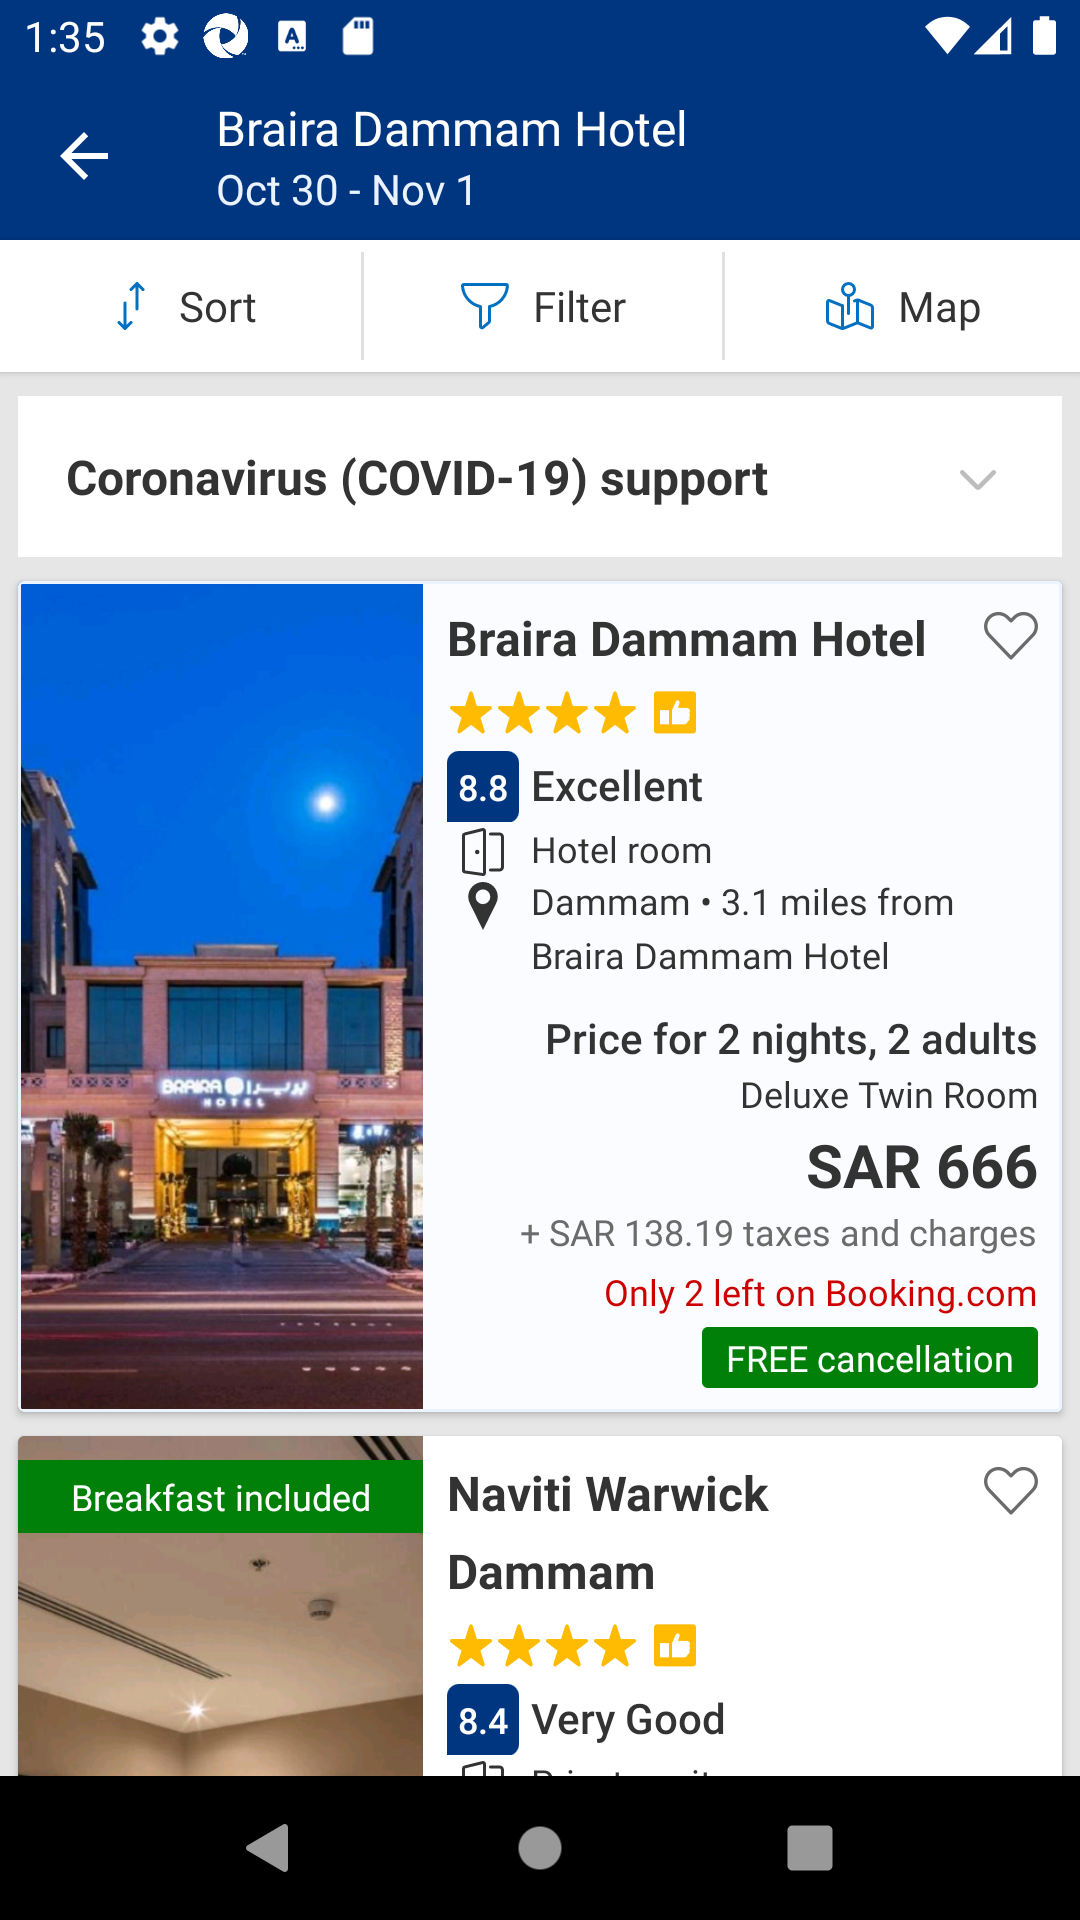 1:35
Braira Dammam Hotel
Oct 30 - Nov 1
Sort
Filter
Map
Coronavirus (COVID-19) support
Braira Dammam Hotel
8.8 Excellent
Hotel room
Dammam • 3.1 miles from
Braira Dammam Hotel
Price for 2 nights, 2 adults
Deluxe Twin Room
SAR 666
+ SAR 138.19 taxes and charges
Only 2 left on Booking.com
FREE cancellation
BRAIRA بريرا
HOTEL
Breakfast included
Naviti Warwick
Dammam
8.4 Very Good